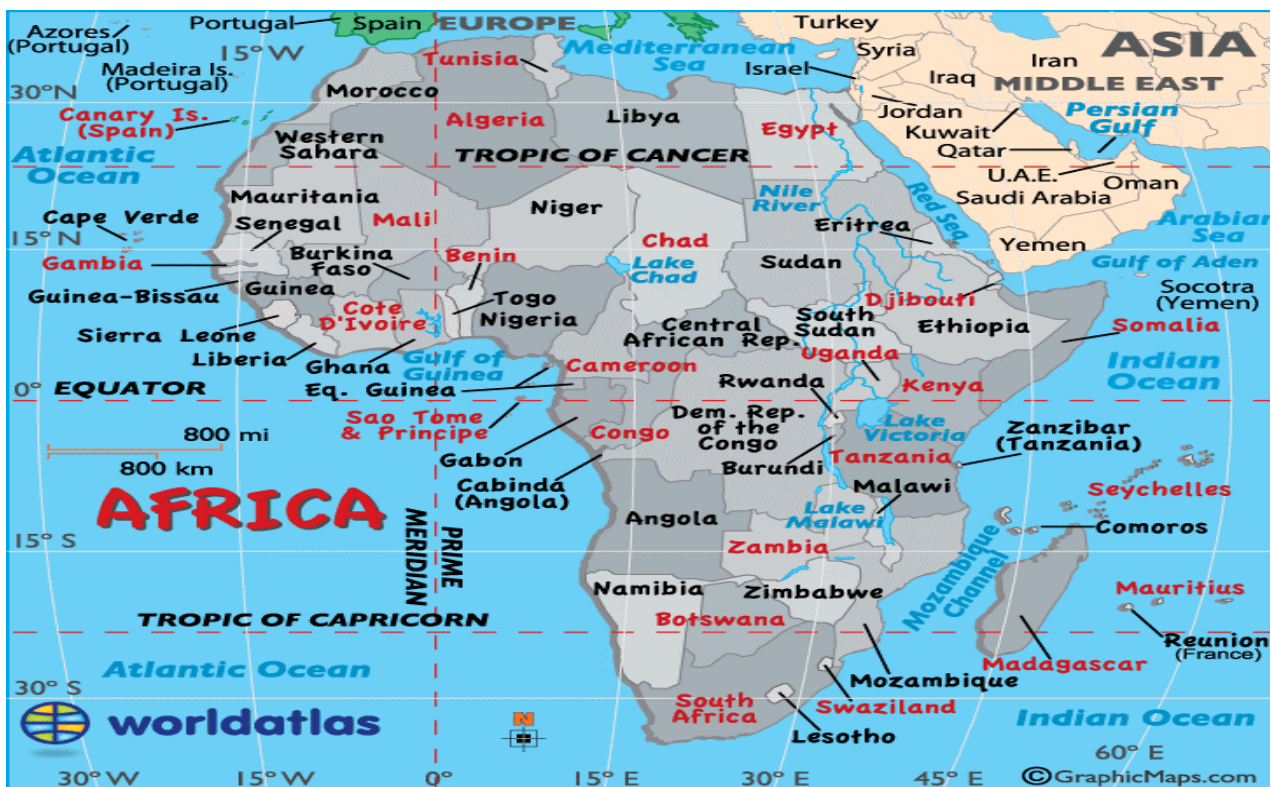 Azores
(Portugal)
Portugal
Spain
EUROPE
Turkey
ASIA
15° W
Tunisia
Mediterranean
Sea
Syria
Israel
Iraq
Iran
MIDDLE EAST
Madeira Is.
(Portugal)
30°N
Morocco
Canary Is.
(Spain)
Algeria
Libya
Egypt
Jordan
Kuwait
Qatar
Persian
Gulf
Atlantic
Ocean
Western
Sahara
TROPIC OF CANCER
U.A.E.
Saudi Arabia
Oman
Mauritania
Mali
Niger
Nile
River
Red Sea
Cape Verde
Senegal
Chad
Eritrea
Arabian
Sea
15°N
Gambia
Burkina
Faso
Benin
Lake
Chad
Sudan
Yemen
Gulf of Aden
Guinea-Bissau
Guinea
Togo
Djibouti
Socotra
(Yemen)
Cote
D'Ivoire
Nigeria
Central
African Rep.
South
Sudan
Ethiopia
Somalia
Sierra Leone
Liberia
Ghana
Gulf of
Guinea
Cameroon
Uganda
Indian
Ocean
EQUATOR
Eq. Guinea
Rwanda
Kenya
0°
Sao Tome
& Principe
Congo
Dem. Rep.
of the
Congo
Lake
Victoria
Zanzibar
(Tanzania)
800 mi
800 km
Gabon
Burundi
Tanzania
Cabinda
(Angola)
Malawi
Seychelles
AFRICA
Angola
Lake
Malawi
Comoros
PRIME
MERIDIAN
15° S
Zambia
Mozambique
Channel
Namibia
Zimbabwe
Mauritius
TROPIC OF CAPRICORN
Botswana
Reunion
(France)
Atlantic Ocean
Mozambique
Madagascar
30° S
South
Africa
Swaziland
Indian Ocean
worldatlas
N
Lesotho
60° E
30° W
15° W
0°
15° E
30° E
45° E
©GraphicMaps.com